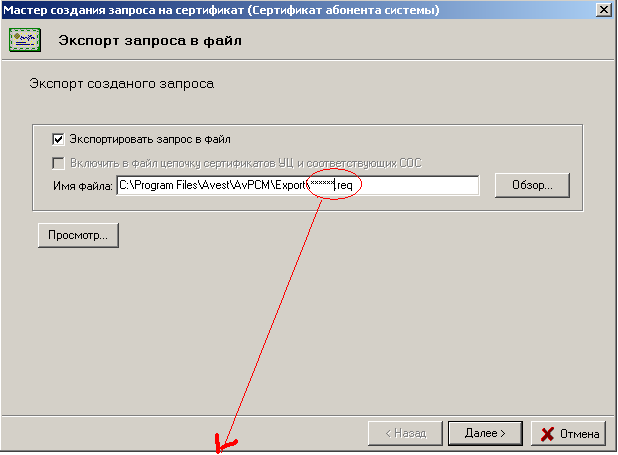 Мастер создания запроса на сертификат (Сертификат абонента системы)
Экспорт запроса в файл
Экспорт созданого запроса
Экспортировать запрос в файл
Включить в файл цепочку сертификатов УЦ и соответствующих СОС
Имя файла: C:\Program Files\Avest\AvPCM\Export\******.req Обзор...
Просмотр...
< Назад Далее > Отмена